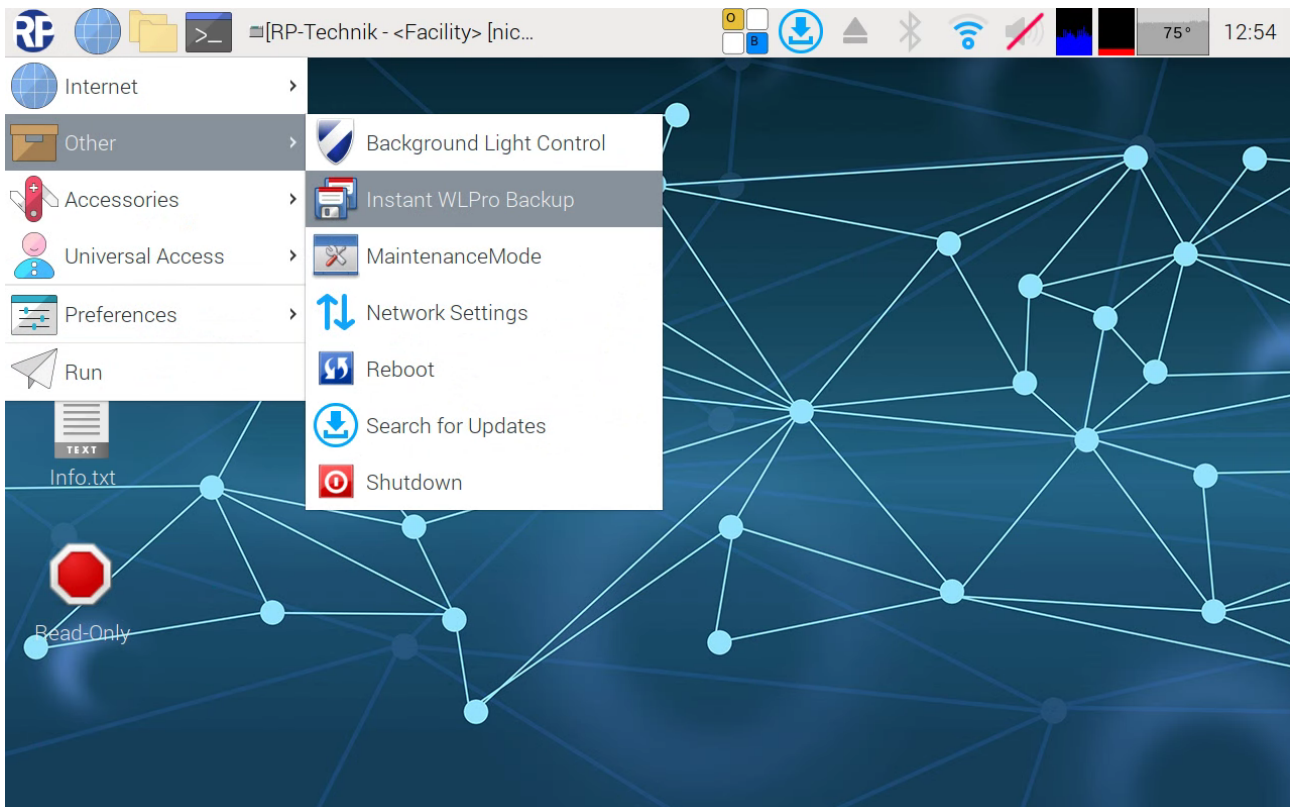 RP
>_
[RP-Technik - <Facility> [nic...
O
B
75°
12:54
Internet
Other
Accessories
Universal Access
Preferences
Run
Background Light Control
Instant WLPro Backup
MaintenanceMode
Network Settings
Reboot
Search for Updates
Shutdown
TEXT
Info.txt
Read-Only